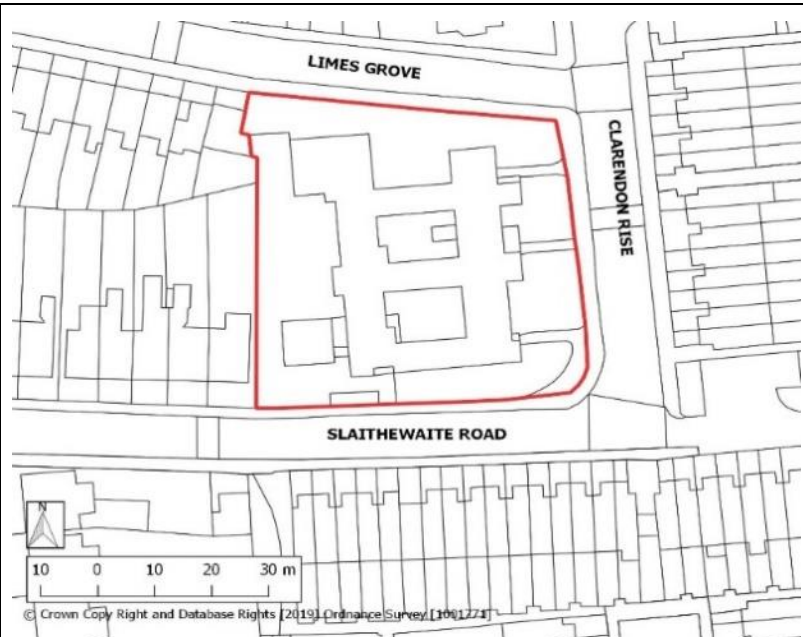 LIMES GROVE
CLARENDON RISE
SLAITHEWAITE ROAD
N
10 0 10 20 30 m
© Crown Copy Right and Database Rights [2019] Ordnance Survey [1001771]